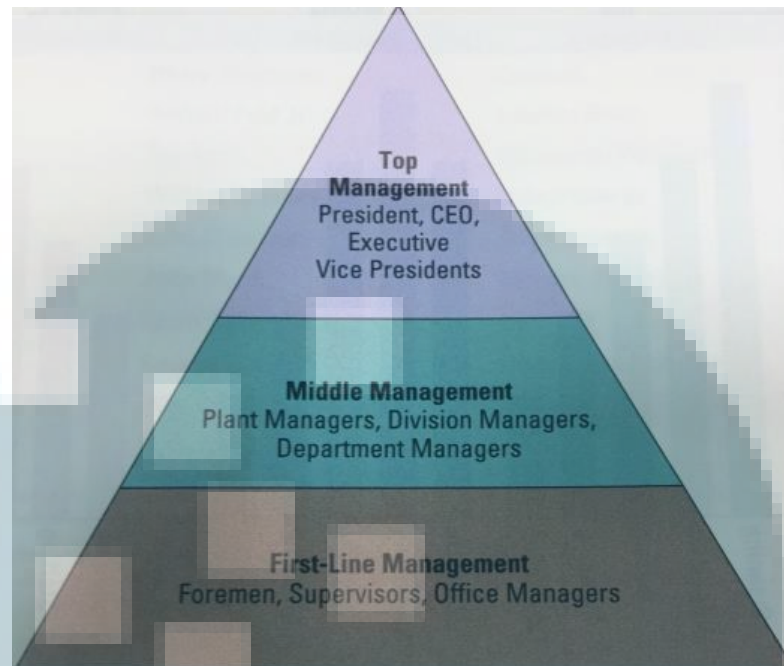 Top
Management
President, CEO,
Executive
Vice Presidents
Middle Management
Plant Managers, Division Managers,
Department Managers
First-Line Management
Foremen, Supervisors, Office Managers